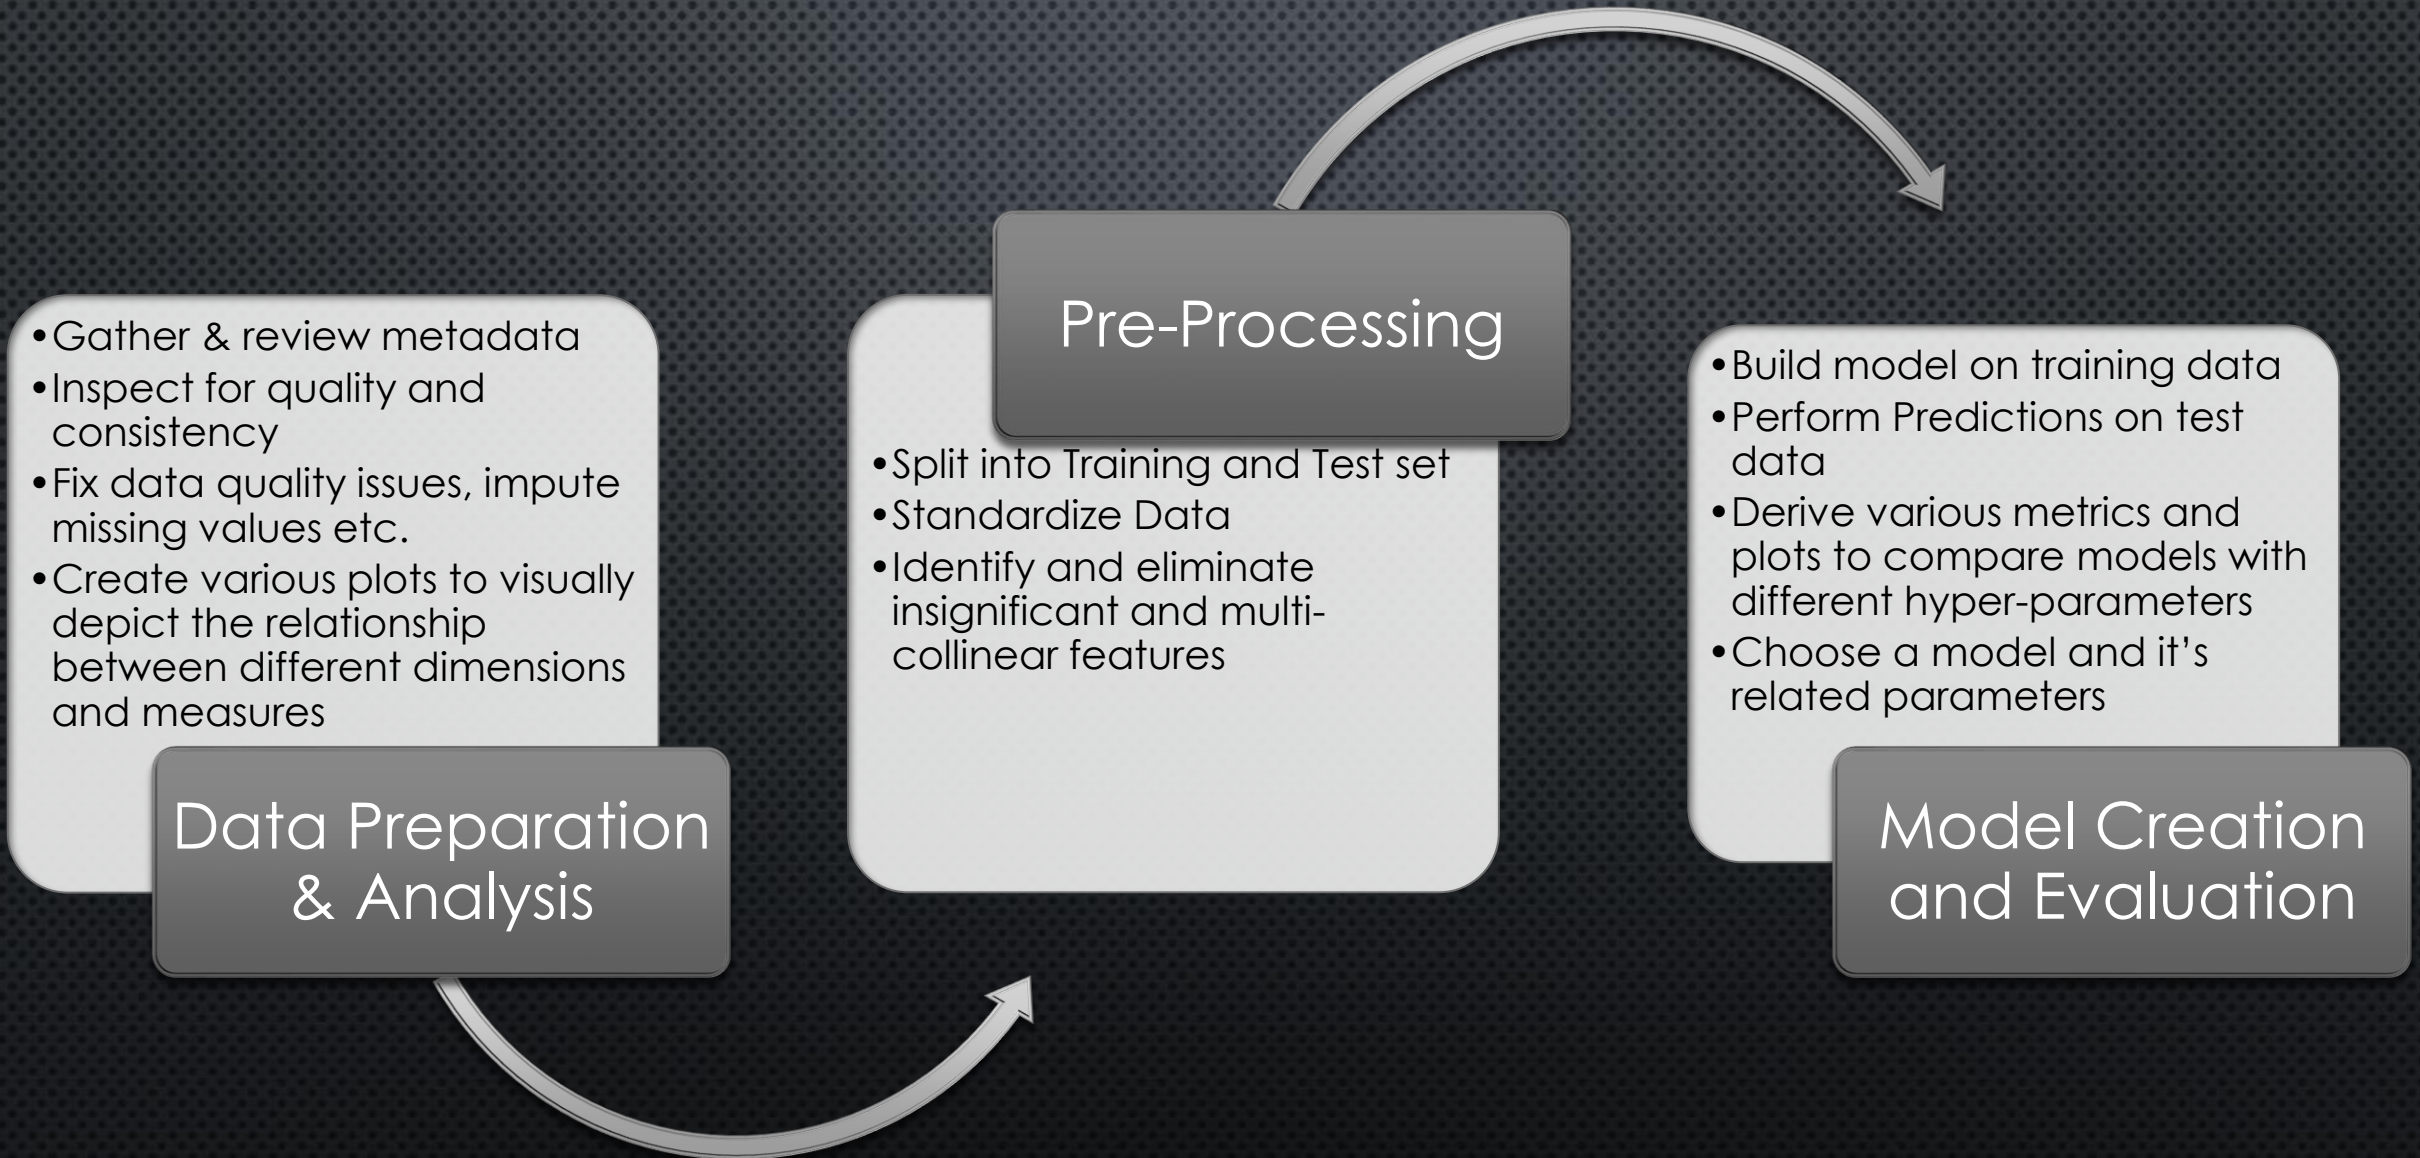 •Gather & review metadata
•Inspect for quality and
consistency
•Fix data quality issues, impute
missing values etc.
•Create various plots to visually
depict the relationship
between different dimensions
and measures
Data Preparation
& Analysis
Pre-Processing
•Split into Training and Test set
•Standardize Data
•Identify and eliminate
insignificant and multi-
collinear features
•Build model on training data
•Perform Predictions on test
data
•Derive various metrics and
plots to compare models with
different hyper-parameters
•Choose a model and it’s
related parameters
Model Creation
and Evaluation